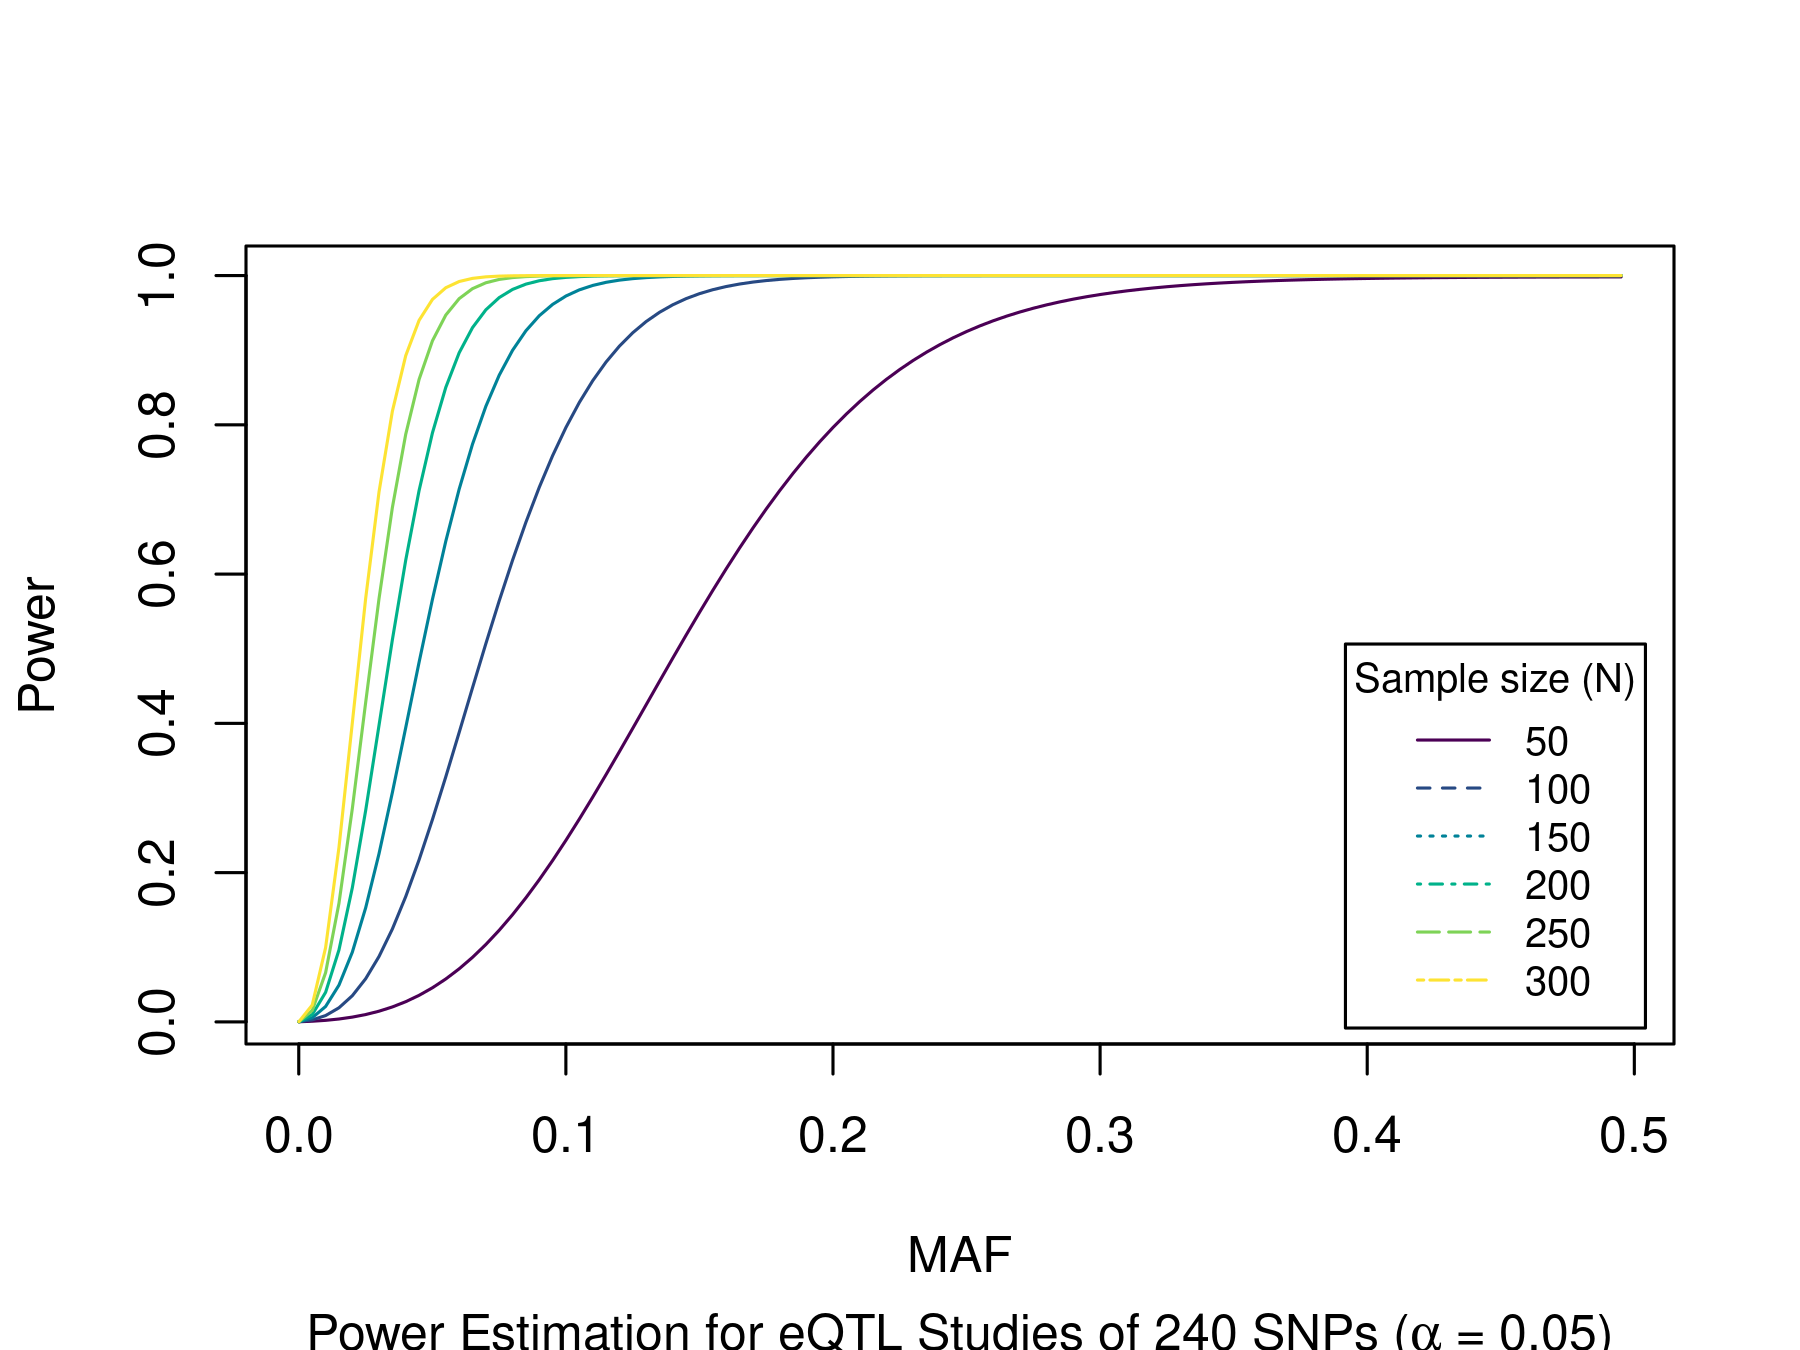 Power
1.0
0.8
0.6
0.4
0.2
0.0
Sample size (N)
50
100
150
200
250
300
0.0 0.1 0.2 0.3 0.4 0.5
MAF
Power Estimation for eQTL Studies of 240 SNPs (α = 0.05)